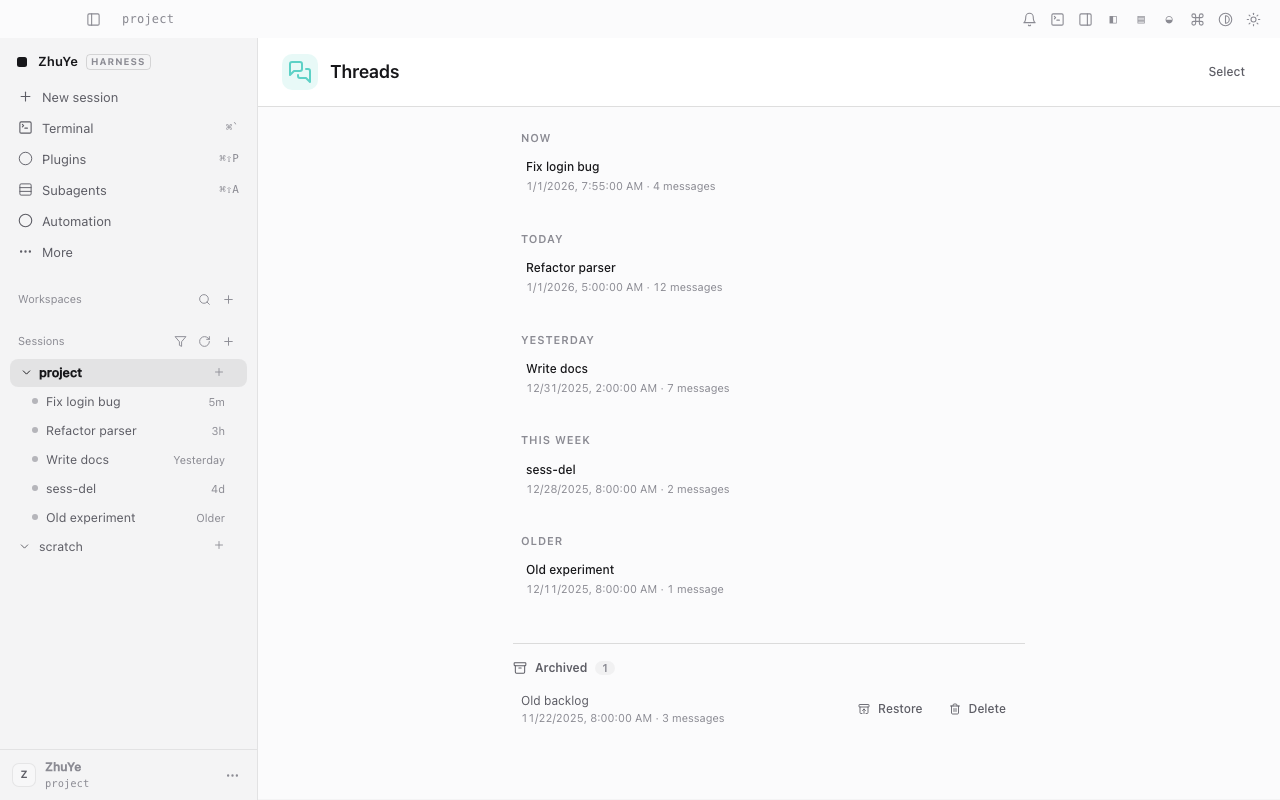 project
ZhuYe HARNESS
New session
Terminal ⌘`
Plugins ⌘⇧P
Subagents ⌘⇧A
Automation
More
Workspaces
Sessions
project
Fix login bug 5m
Refactor parser 3h
Write docs Yesterday
sess-del 4d
Old experiment Older
scratch
Z
ZhuYe
project
Threads
Select
NOW
Fix login bug
1/1/2026, 7:55:00 AM · 4 messages
TODAY
Refactor parser
1/1/2026, 5:00:00 AM · 12 messages
YESTERDAY
Write docs
12/31/2025, 2:00:00 AM · 7 messages
THIS WEEK
sess-del
12/28/2025, 8:00:00 AM · 2 messages
OLDER
Old experiment
12/11/2025, 8:00:00 AM · 1 message
Archived 1
Old backlog
11/22/2025, 8:00:00 AM · 3 messages
Restore Delete